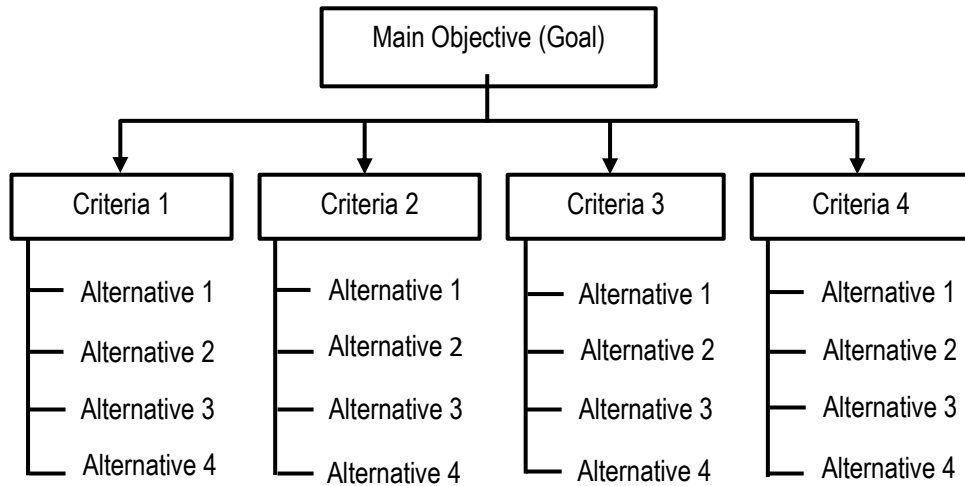 Main Objective (Goal)
Criteria 1
Criteria 2
Criteria 3
Criteria 4
Alternative 1
Alternative 2
Alternative 3
Alternative 4
Alternative 1
Alternative 2
Alternative 3
Alternative 4
Alternative 1
Alternative 2
Alternative 3
Alternative 4
Alternative 1
Alternative 2
Alternative 3
Alternative 4